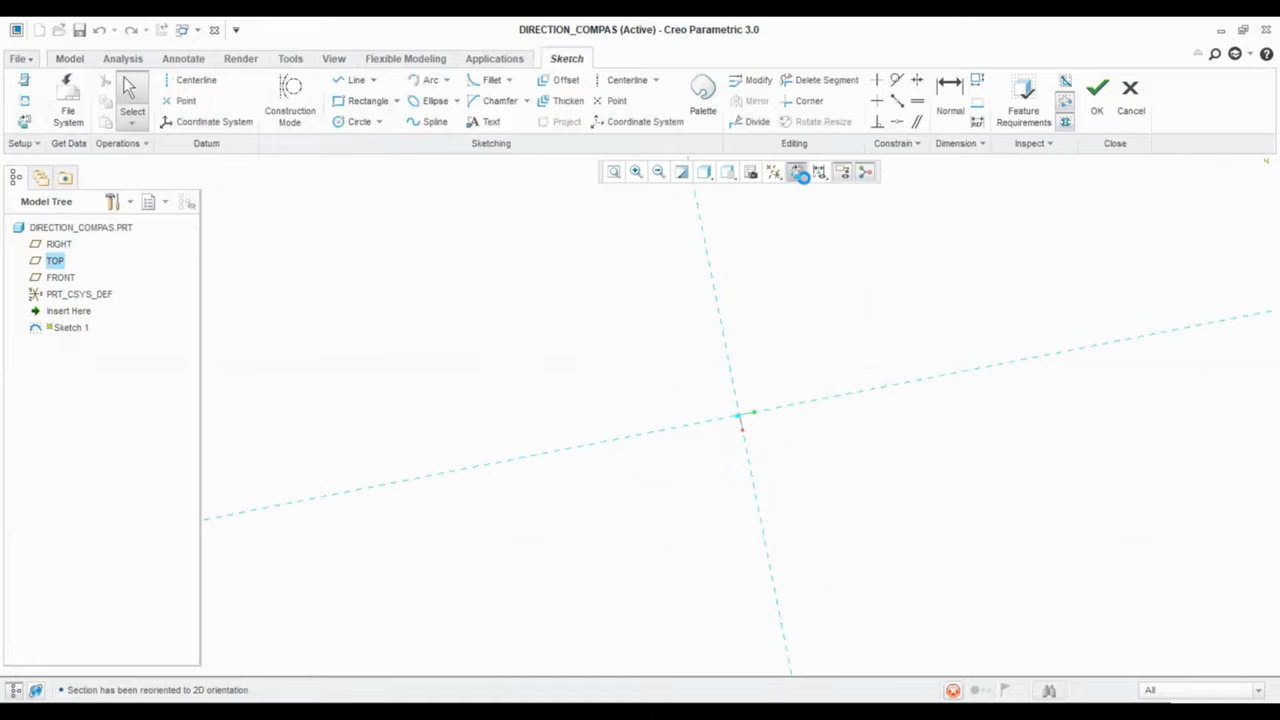 DIRECTION_COMPAS (Active) - Creo Parametric 3.0
File Model Analysis Annotate Render Tools View Flexible Modeling Applications Sketch
Centerline Line Arc Fillet Offset Centerline Modify Delete Segment
Point Rectangle Ellipse Chamfer Thicken Point Mirror Corner
Coordinate System Circle Spline Text Project Coordinate System Divide Rotate Resize
File System
Select
Construction Mode
Palette
Normal
Feature Requirements
OK
Cancel
Setup Get Data Operations Datum Sketching Editing Constrain Dimension Inspect Close
4
Model Tree
DIRECTION_COMPAS.PRT
RIGHT
TOP
FRONT
PRT_CSYS_DEF
Insert Here
Sketch 1
Section has been reoriented to 2D orientation.
All